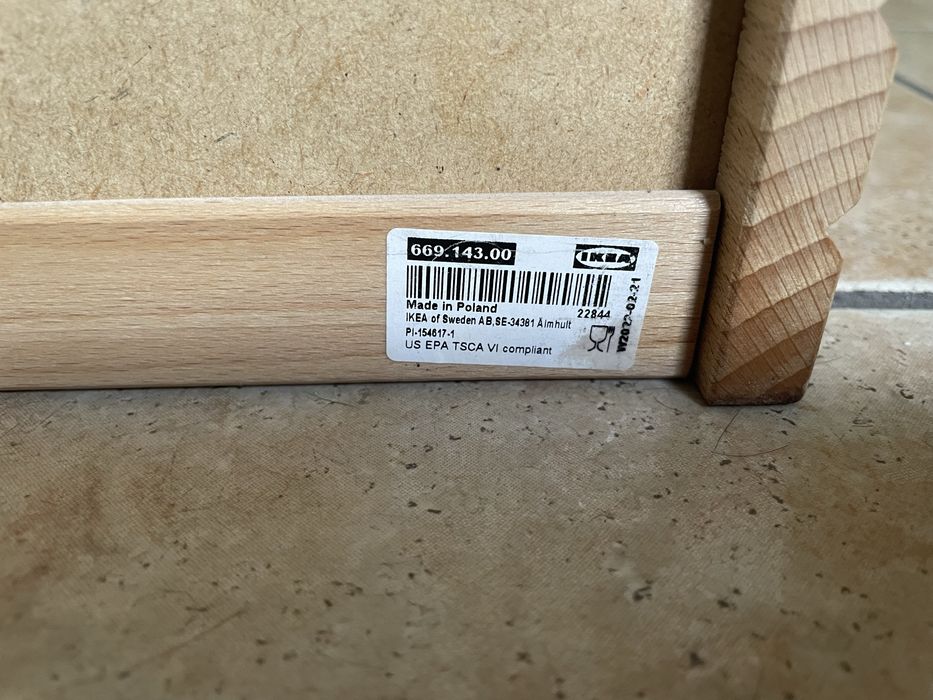 669.143.00
IKEA
Made in Poland
22844
IKEA of Sweden AB,SE-34381 Älmhult
PI-154617-1
US EPA TSCA VI compliant